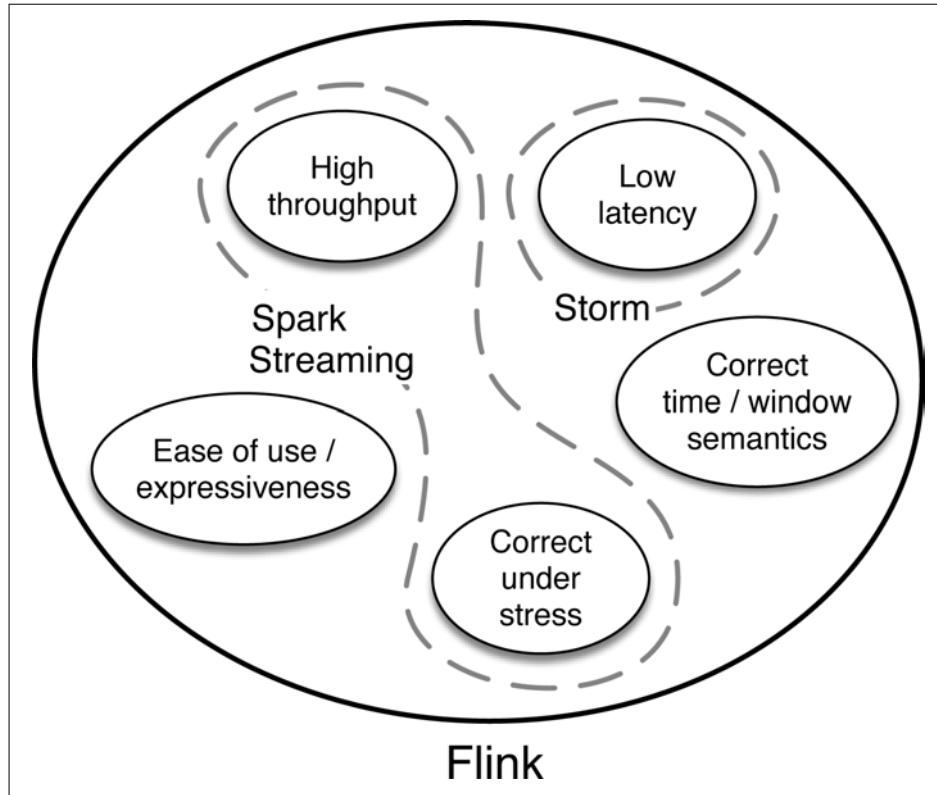 High
throughput
Low
latency
Spark
Streaming
Storm
Correct
time / window
semantics
Ease of use /
expressiveness
Correct
under
stress
Flink